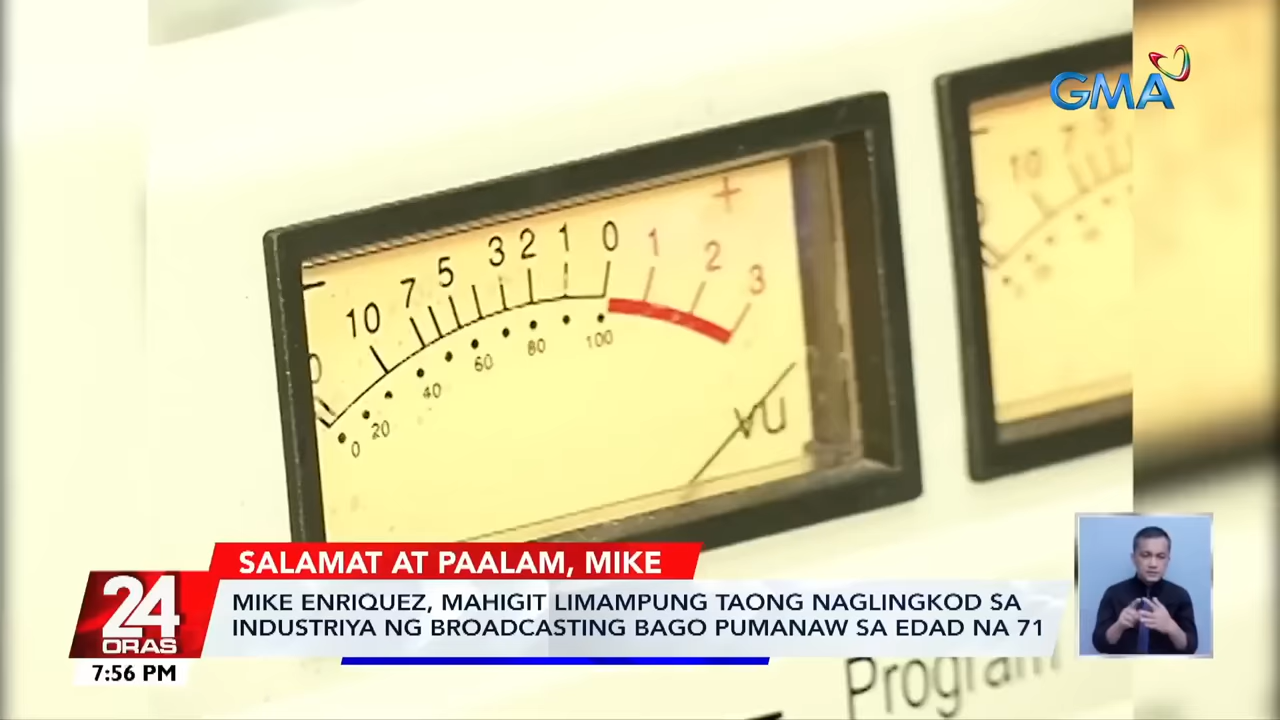 GMA
+
10 7 5 3 2 1 0 1 2 3
0 20 40 60 80 100
VU
10 7
SALAMAT AT PAALAM, MIKE
24
ORAS
MIKE ENRIQUEZ, MAHIGIT LIMAMPUNG TAONG NAGLINGKOD SA
INDUSTRIYA NG BROADCASTING BAGO PUMANAW SA EDAD NA 71
7:56 PM
Program